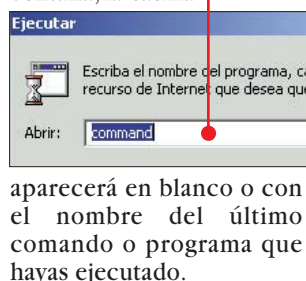 Ejecutar
Escriba el nombre del programa, ca
recurso de Internet que desea que
Abrir:
command
aparecerá en blanco o con
el nombre del último
comando o programa que
hayas ejecutado.